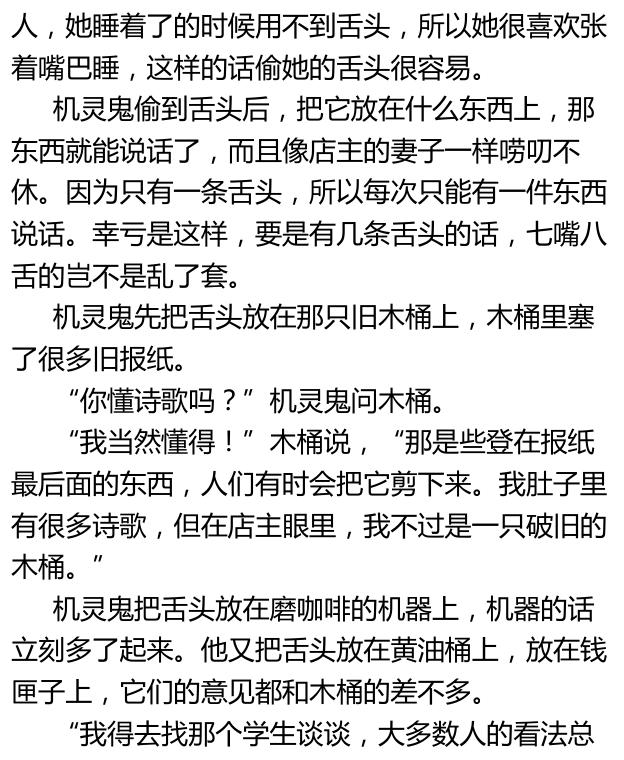 人，她睡着了的时候用不到舌头，所以她很喜欢张
着嘴巴睡，这样的话偷她的舌头很容易。
机灵鬼偷到舌头后，把它放在什么东西上，那
东西就能说话了，而且像店主的妻子一样唠叨不
休。因为只有一条舌头，所以每次只能有一件东西
说话。幸亏是这样，要是有几条舌头的话，七嘴八
舌的岂不是乱了套。
机灵鬼先把舌头放在那只旧木桶上，木桶里塞
了很多旧报纸。
“你懂诗歌吗？”机灵鬼问木桶。
“我当然懂得！”木桶说，“那是些登在报纸
最后面的东西，人们有时会把它剪下来。我肚子里
有很多诗歌，但在店主眼里，我不过是一只破旧的
木桶。”
机灵鬼把舌头放在磨咖啡的机器上，机器的话
立刻多了起来。他又把舌头放在黄油桶上，放在钱
匣子上，它们的意见都和木桶的差不多。
“我得去找那个学生谈谈，大多数人的看法总